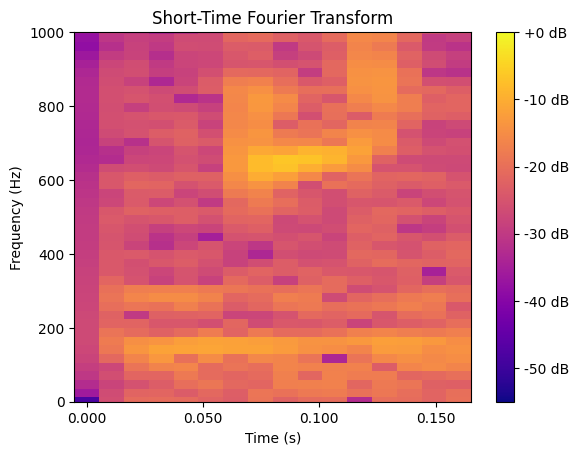 Short-Time Fourier Transform
1000
800
600
400
200
0
Frequency (Hz)
0.000
0.050
0.100
0.150
Time (s)
+0 dB
-10 dB
-20 dB
-30 dB
-40 dB
-50 dB